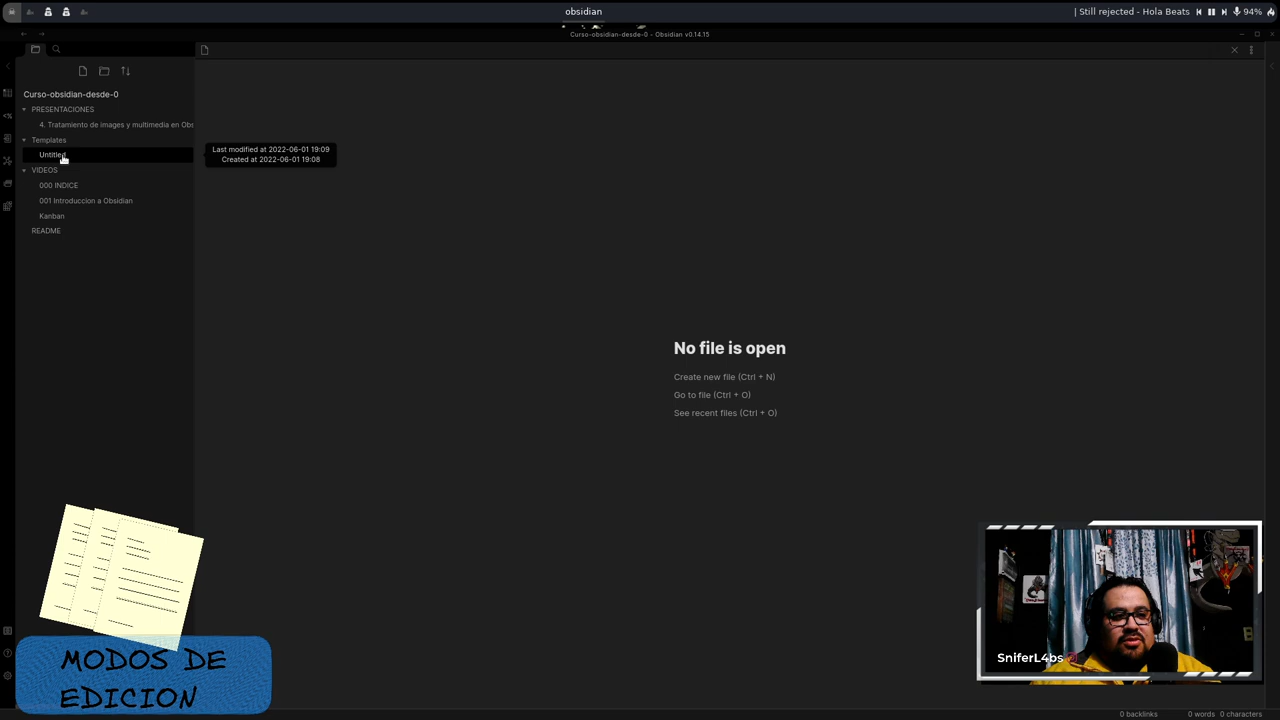 obsidian
| Still rejected - Hola Beats
94%
Curso-obsidian-desde-0 - Obsidian v0.14.15
Curso-obsidian-desde-0
PRESENTACIONES
4. Tratamiento de images y multimedia en Obs
Templates
Untitled
Last modified at 2022-06-01 19:09
Created at 2022-06-01 19:08
VIDEOS
000 INDICE
001 Introduccion a Obsidian
Kanban
README
No file is open
Create new file (Ctrl + N)
Go to file (Ctrl + O)
See recent files (Ctrl + O)
MODOS DE
EDICION
SniferL4bs
0 backlinks
0 words
0 characters